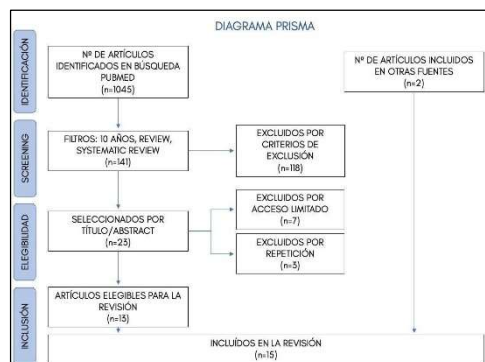 DIAGRAMA PRISMA
IDENTIFICACIÓN
Nº DE ARTÍCULOS
IDENTIFICADOS EN BÚSQUEDA
PUBMED
(n=1045)
Nº DE ARTÍCULOS INCLUIDOS
EN OTRAS FUENTES
(n=2)
SCREENING
FILTROS: 10 AÑOS, REVIEW,
SYSTEMATIC REVIEW
(n=141)
EXCLUIDOS POR
CRITERIOS DE
EXCLUSIÓN
(n=118)
ELEGIBILIDAD
SELECCIONADOS POR
TÍTULO/ABSTRACT
(n=23)
EXCLUIDOS POR
ACCESO LIMITADO
(n=7)
EXCLUIDOS POR
REPETICIÓN
(n=3)
INCLUSIÓN
ARTÍCULOS ELEGIBLES PARA LA
REVISIÓN
(n=13)
INCLUÍDOS EN LA REVISIÓN
(n=15)